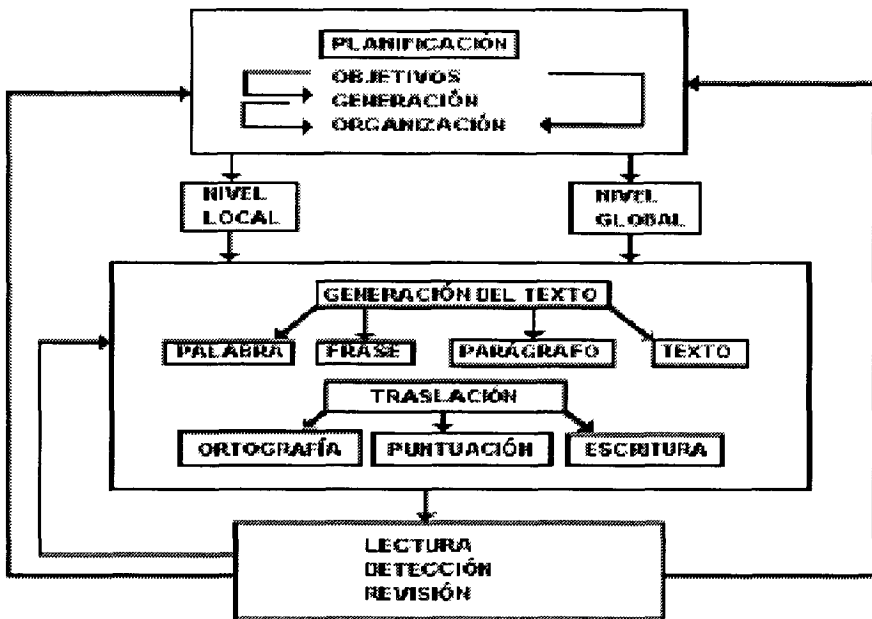 PLANIFICACIÓN
OBJETIVOS
GENERACIÓN
ORGANIZACIÓN
NIVEL
LOCAL
NIVEL
GLOBAL
GENERACIÓN DEL TEXTO
PALABRA
FRASE
PARÁGRAFO
TEXTO
TRASLACIÓN
ORTOGRAFÍA
PUNTUACIÓN
ESCRITURA
LECTURA
DETECCIÓN
REVISIÓN